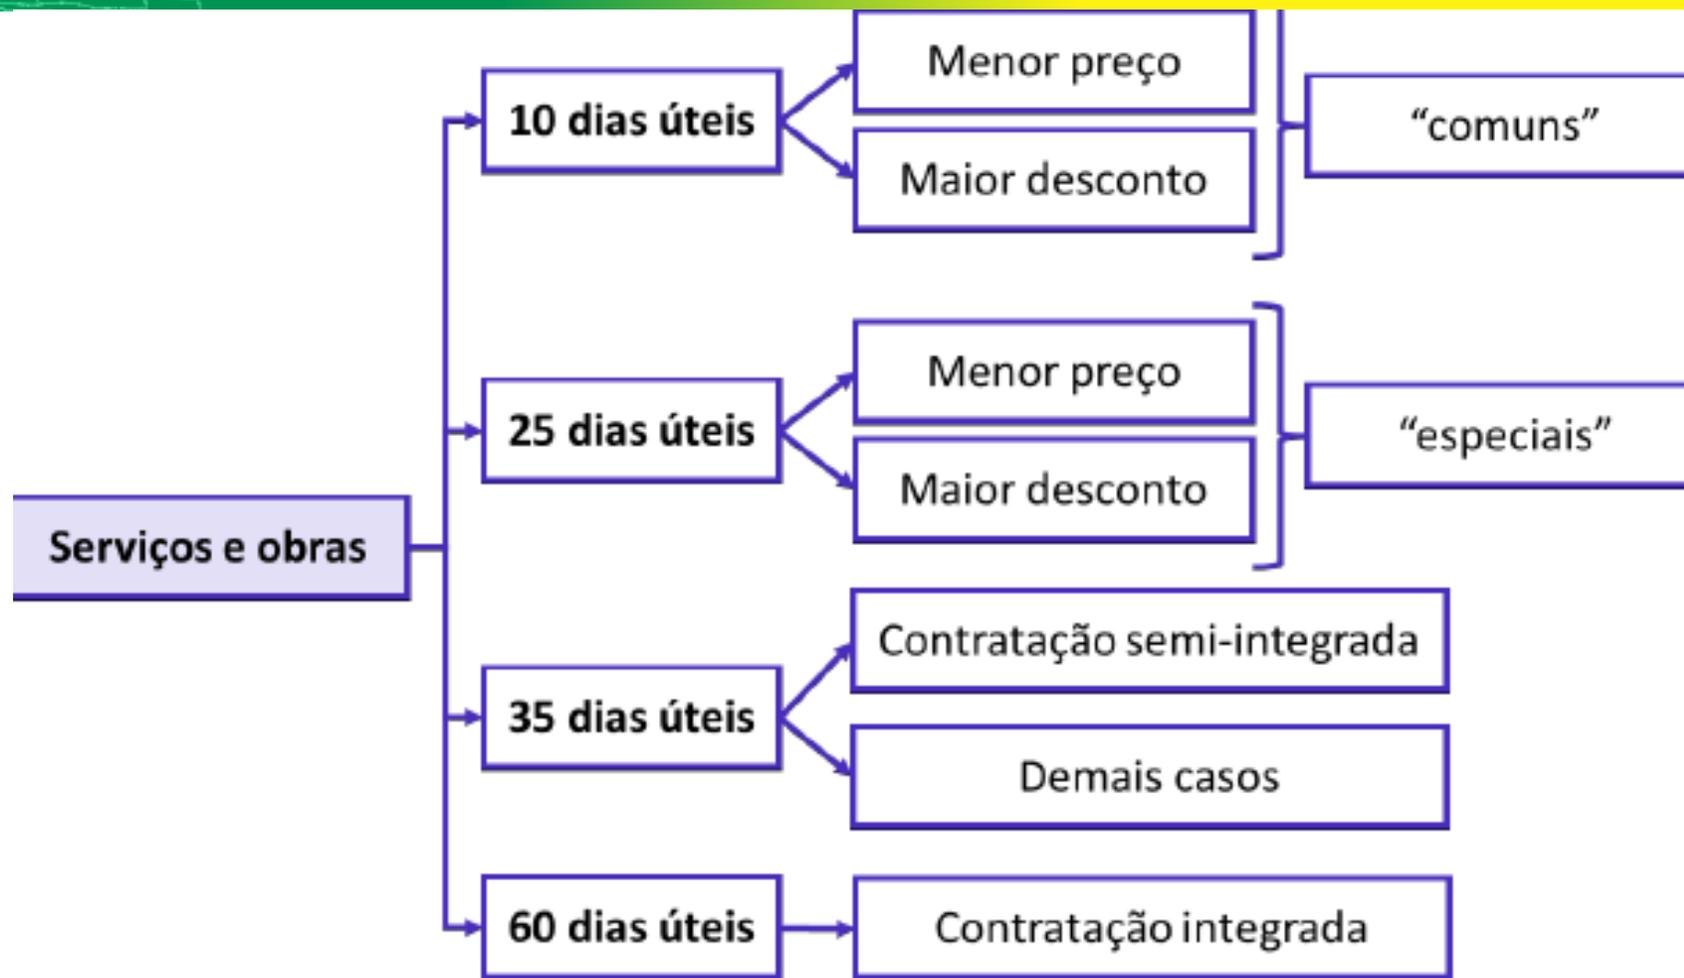 Serviços e obras
10 dias úteis
Menor preço
Maior desconto
“comuns”
25 dias úteis
Menor preço
Maior desconto
“especiais”
35 dias úteis
Contratação semi-integrada
Demais casos
60 dias úteis
Contratação integrada